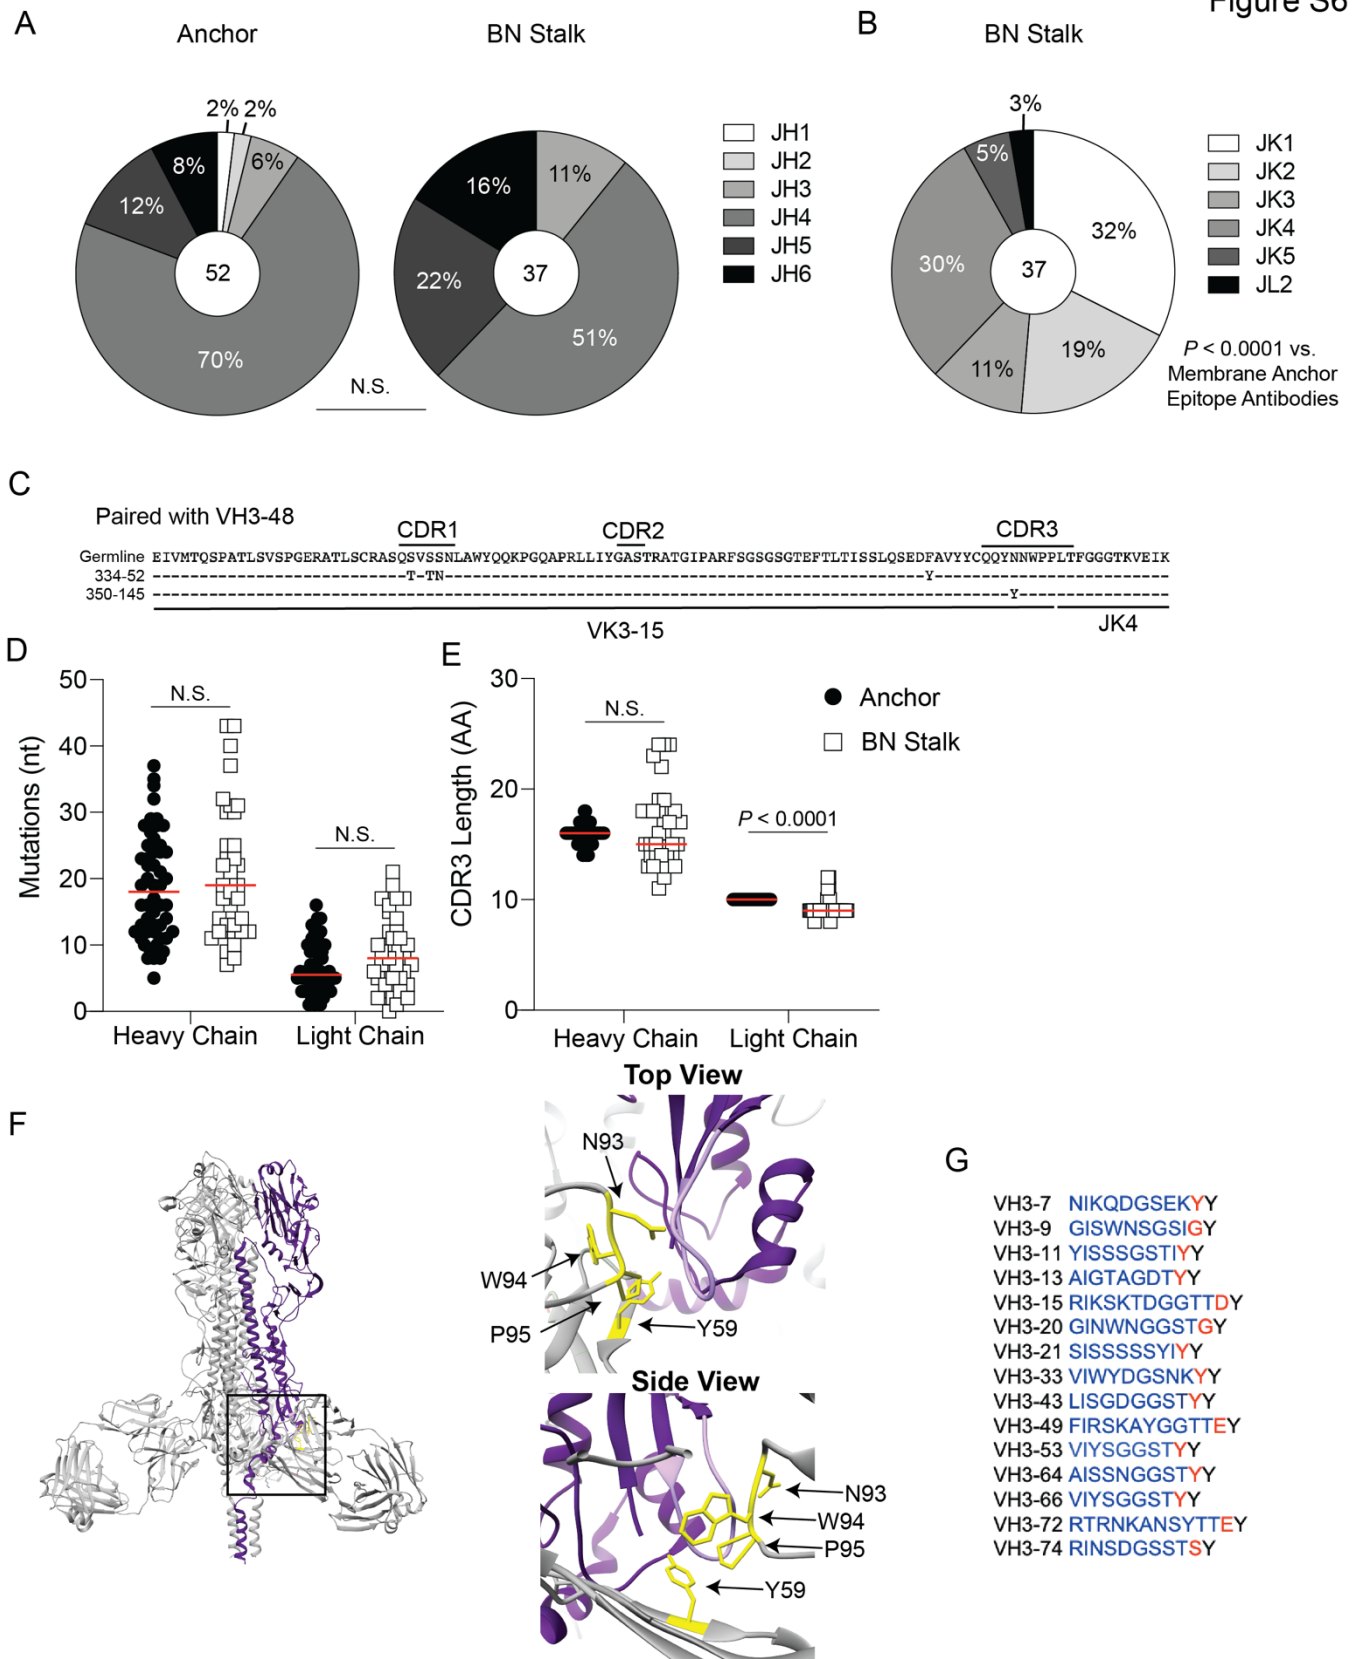 Figure S6
A
Anchor
BN Stalk
2% 2%
6%
8%
12%
52
70%
N.S.
11%
16%
22%
37
51%
JH1
JH2
JH3
JH4
JH5
JH6
B
BN Stalk
3%
5%
32%
30%
37
19%
11%
JK1
JK2
JK3
JK4
JK5
JL2
P < 0.0001 vs.
Membrane Anchor
Epitope Antibodies
C
Paired with VH3-48
CDR1
CDR2
CDR3
Germline EIVMTQSPATLSVSPGERATLSCRASQSVSSNLAWYQQKPGQAPRLLIYGASTRATGIPARFSGSGSGTEFTLTISSLQSEDFAVYYCQQYNNWPPLTFGGGTKVEIK
334-52 T-TN Y
350-145 Y
VK3-15
JK4
D
50
40
30
20
10
0
Mutations (nt)
N.S.
N.S.
Heavy Chain
Light Chain
E
30
20
10
0
CDR3 Length (AA)
N.S.
P < 0.0001
Anchor
BN Stalk
Heavy Chain
Light Chain
F
Top View
N93
W94
P95
Y59
Side View
N93
W94
P95
Y59
G
VH3-7 NIKQDGSEKYY
VH3-9 GISWNSGSIGY
VH3-11 YISSSGSTIYY
VH3-13 AIGTAGDTYY
VH3-15 RIKSKTDGGTTDY
VH3-20 GINWNGGSTGY
VH3-21 SISSSSSYIYY
VH3-33 VIWYDGSNKYY
VH3-43 LISGDGGSTYY
VH3-49 FIRSKAYGGTTEY
VH3-53 VIYSGGSTYY
VH3-64 AISSNGGSTYY
VH3-66 VIYSGGSTYY
VH3-72 RTRNKANSYTTEY
VH3-74 RINSDGSSTSY